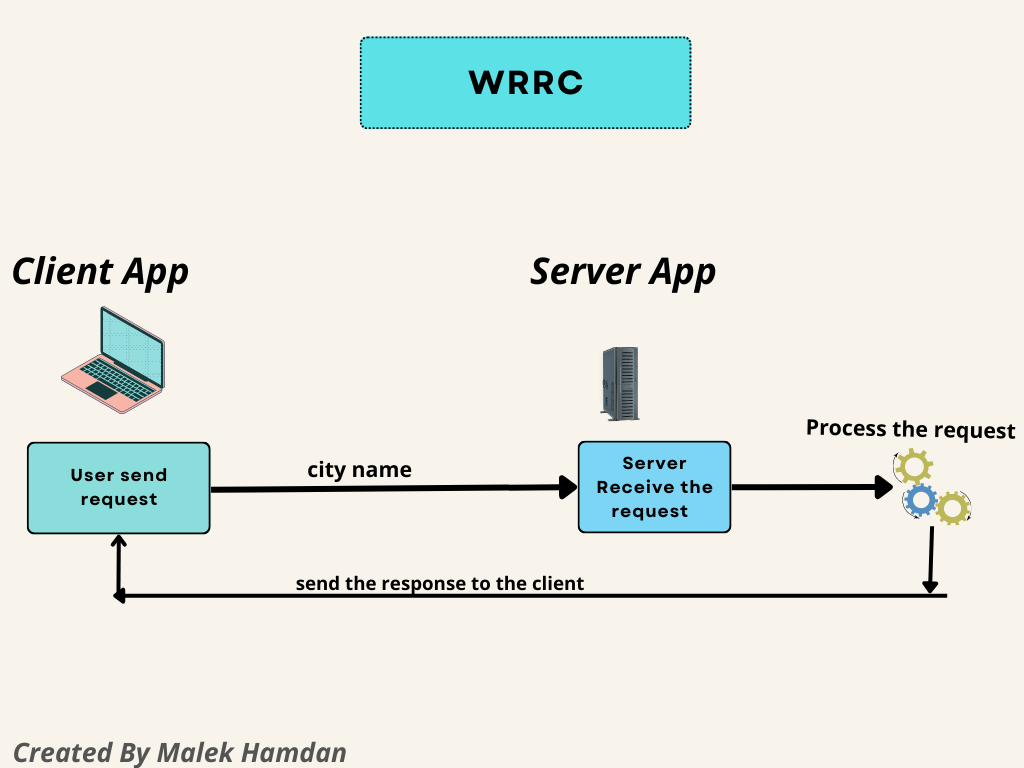 WRRC
Client App
Server App
Process the request
User send
request
city name
Server
Receive the
request
send the response to the client
Created By Malek Hamdan